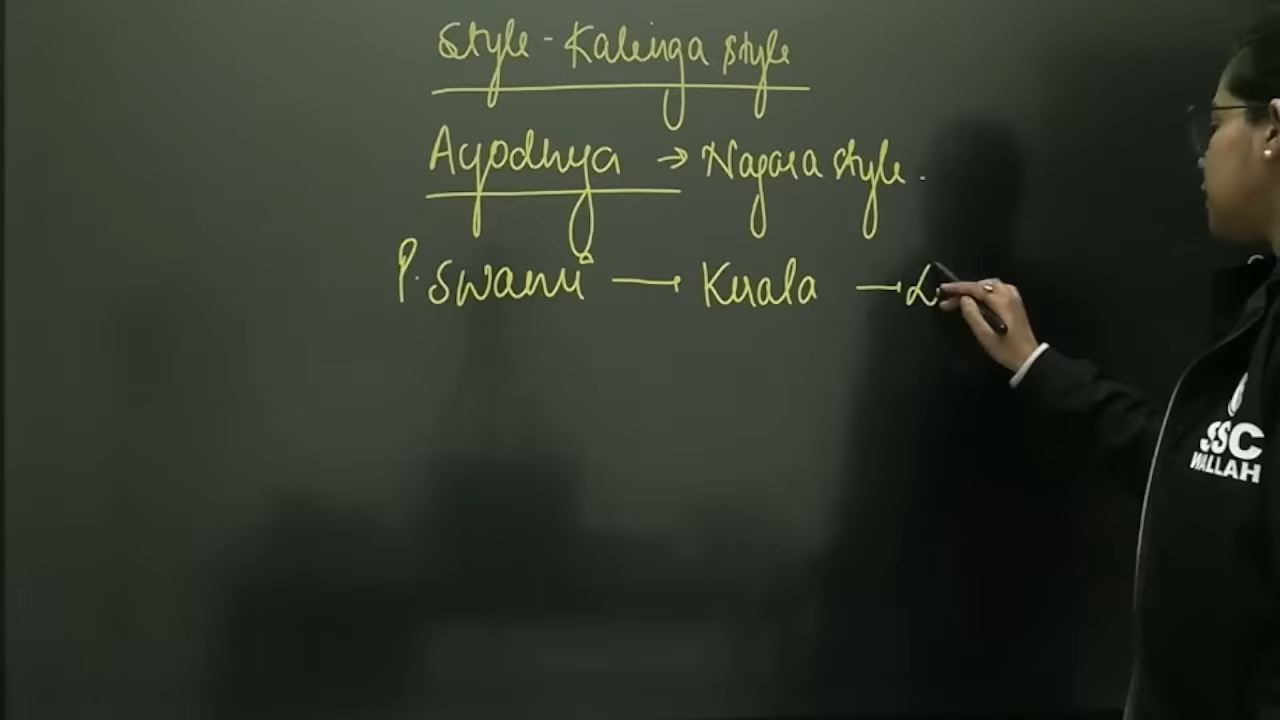 Style - Kalinga style
Ayodhya → Nagara style.
P. Swami — Kerala —
SSC
WALLAH